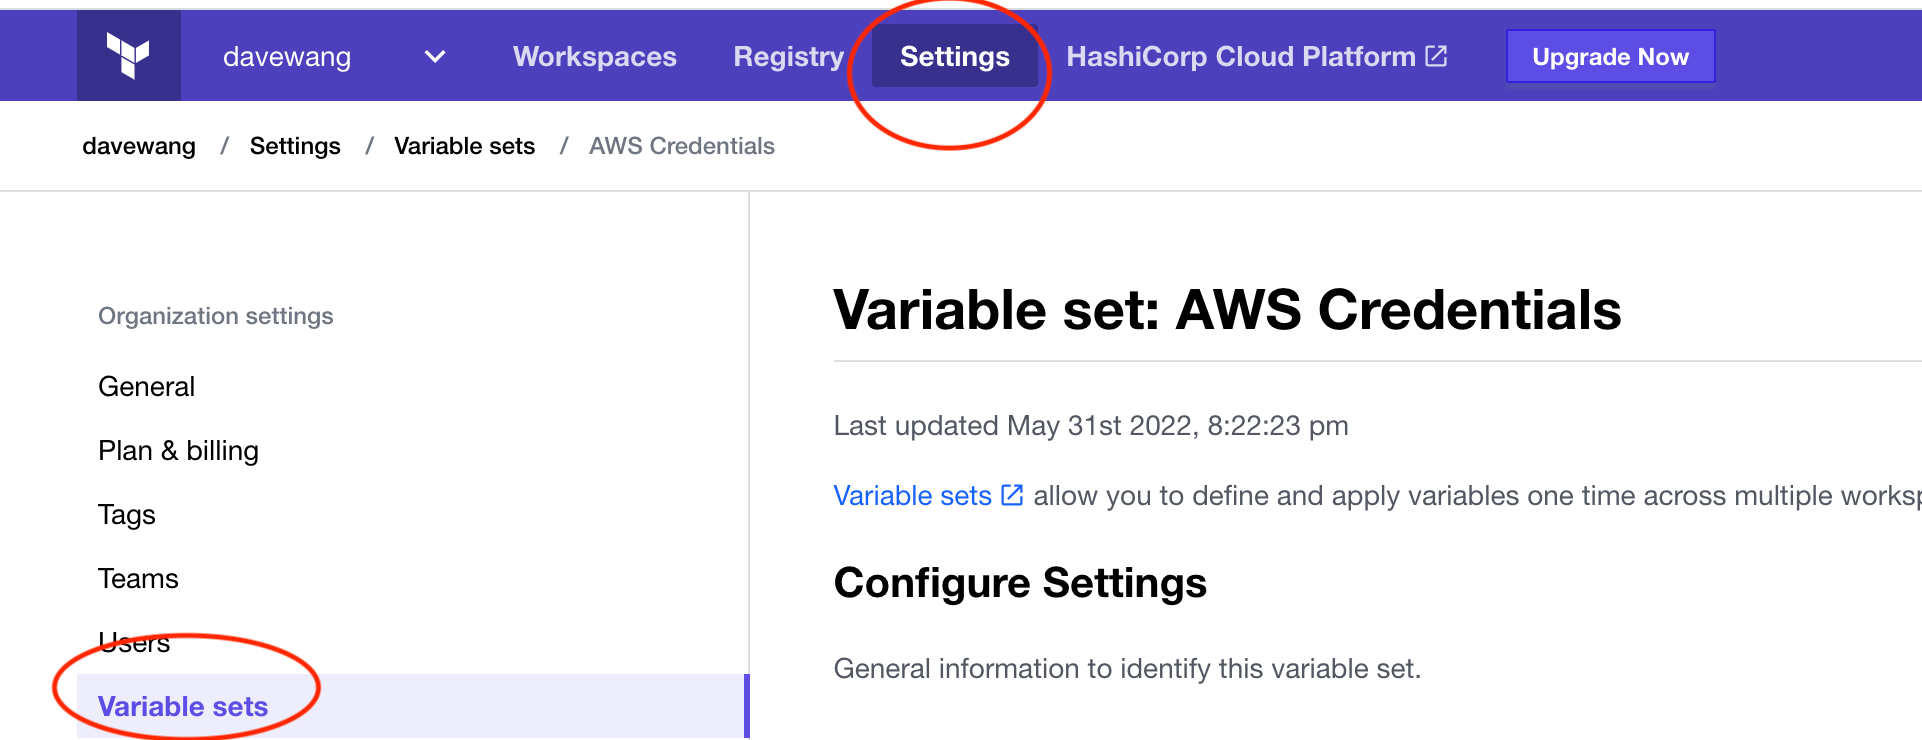 davewang Workspaces Registry Settings HashiCorp Cloud Platform Upgrade Now
davewang / Settings / Variable sets / AWS Credentials
Organization settings
General
Plan & billing
Tags
Teams
Users
Variable sets
Variable set: AWS Credentials
Last updated May 31st 2022, 8:22:23 pm
Variable sets allow you to define and apply variables one time across multiple worksp
Configure Settings
General information to identify this variable set.